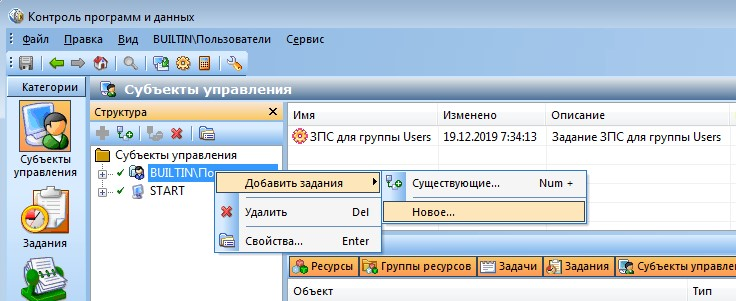 Контроль программ и данных
Файл Правка Вид BUILTIN\Пользователи Сервис
Категории
Субъекты управления
Структура
Имя Изменено Описание
ЗПС для группы Users 19.12.2019 7:34:13 Задание ЗПС для группы Users
Субъекты управления
BUILTIN\По
START
Добавить задания
Удалить Del
Свойства... Enter
Существующие... Num +
Новое...
Субъекты
управления
Задания
Ресурсы Группы ресурсов Задачи Задания Субъекты управле
Объект Тип